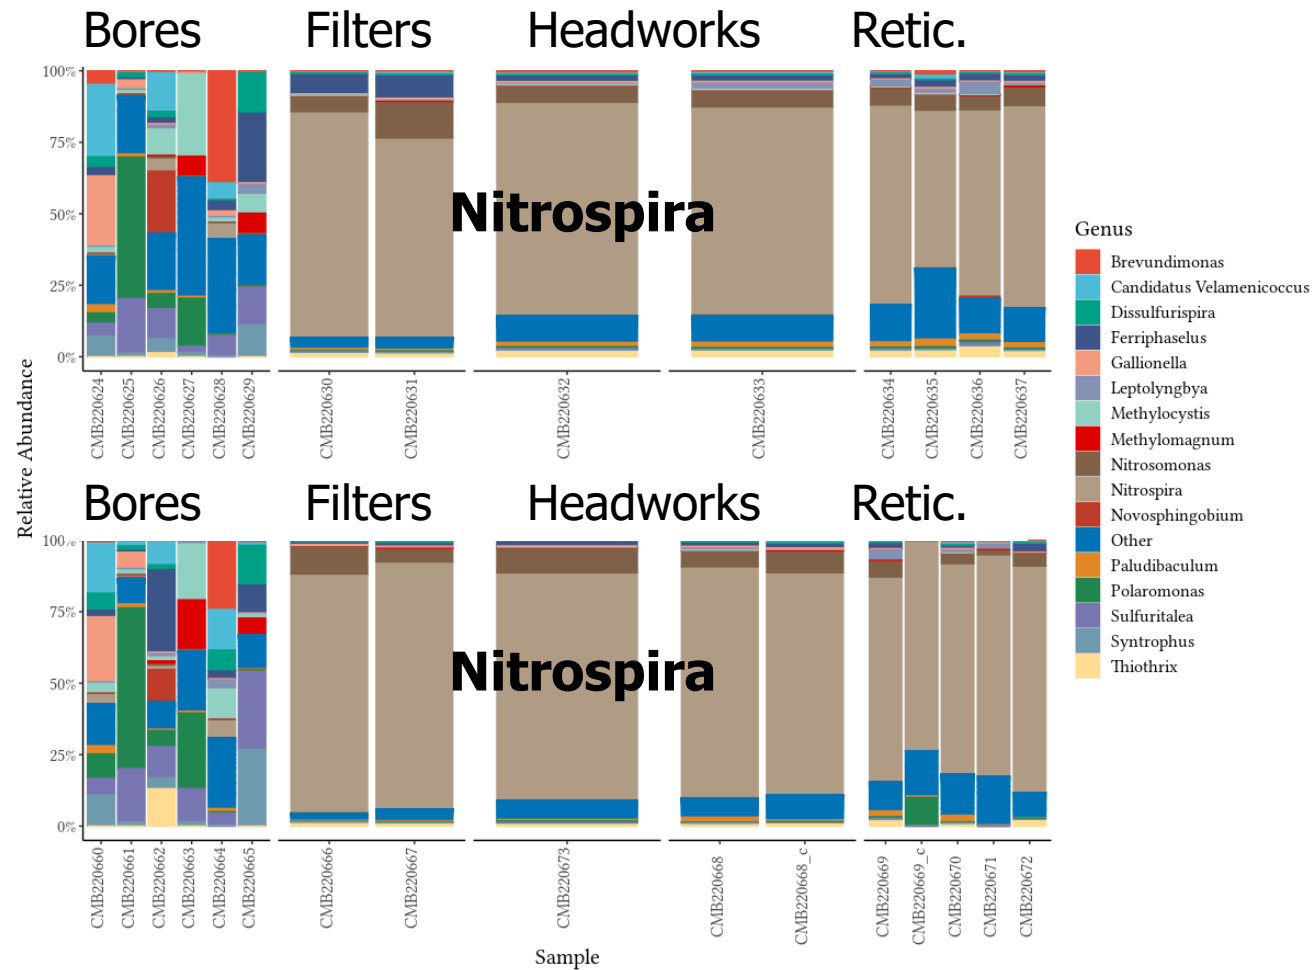 Bores Filters Headworks Retic.
100%
75%
50%
25%
0%
Nitrospira
CMB220624 CMB220625 CMB220626 CMB220627 CMB220628 CMB220629 CMB220630 CMB220631 CMB220632 CMB220633 CMB220634 CMB220635 CMB220636 CMB220637
Relative Abundance
Bores Filters Headworks Retic.
100%
75%
50%
25%
0%
Nitrospira
CMB220660 CMB220661 CMB220662 CMB220663 CMB220664 CMB220665 CMB220666 CMB220667 CMB220673 CMB220668 CMB220668_c CMB220669 CMB220669_c CMB220670 CMB220671 CMB220672
Sample
Genus
Brevundimonas
Candidatus Velamenicoccus
Dissulfurispira
Ferriphaselus
Gallionella
Leptolyngbya
Methylocystis
Methylomagnum
Nitrosomonas
Nitrospira
Novosphingobium
Other
Paludibaculum
Polaromonas
Sulfuritalea
Syntrophus
Thiothrix